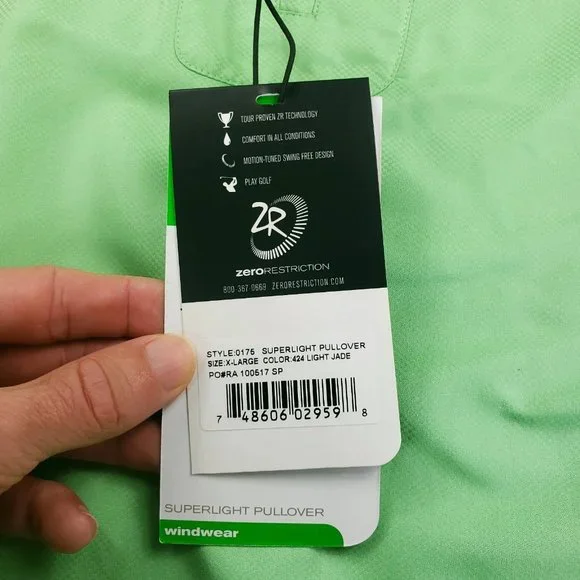 TOUR PROVEN ZR TECHNOLOGY
COMFORT IN ALL CONDITIONS
MOTION-TUNED SWING FREE DESIGN
PLAY GOLF
ZR
zeroRESTRICTION
800-367-0669 ZERORESTRICTION.COM
STYLE:0176 SUPERLIGHT PULLOVER
SIZE:X-LARGE COLOR:424 LIGHT JADE
PO#RA 100517 SP
7 48606 02959 8
SUPERLIGHT PULLOVER
windwear